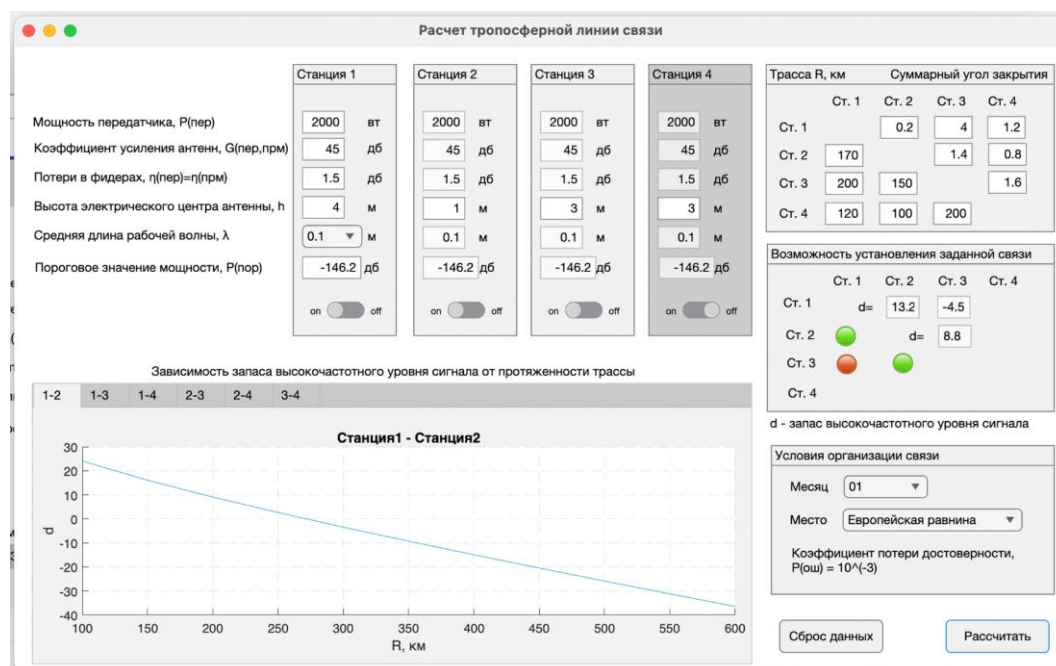 Расчет тропосферной линии связи
Станция 1 Станция 2 Станция 3 Станция 4
Мощность передатчика, P(пер) 2000 вт 2000 вт 2000 вт 2000 вт
Коэффициент усиления антенн, G(пер,прм) 45 дб 45 дб 45 дб 45 дб
Потери в фидерах, η(пер)=η(прм) 1.5 дб 1.5 дб 1.5 дб 1.5 дб
Высота электрического центра антенны, h 4 м 1 м 3 м 3 м
Средняя длина рабочей волны, λ 0.1 м 0.1 м 0.1 м 0.1 м
Пороговое значение мощности, P(пор) -146.2 дб -146.2 дб -146.2 дб -146.2 дб
on off on off on off on off
Трасса R, км Суммарный угол закрытия
Ст. 1 Ст. 2 Ст. 3 Ст. 4
Ст. 1 0.2 4 1.2
Ст. 2 170 1.4 0.8
Ст. 3 200 150 1.6
Ст. 4 120 100 200
Возможность установления заданной связи
Ст. 1 Ст. 2 Ст. 3 Ст. 4
Ст. 1 d= 13.2 -4.5
Ст. 2 d= 8.8
Ст. 3
Ст. 4
d - запас высокочастотного уровня сигнала
Зависимость запаса высокочастотного уровня сигнала от протяженности трассы
1-2 1-3 1-4 2-3 2-4 3-4
Станция1 - Станция2
30
20
10
0
-10
-20
-30
-40
d
100 150 200 250 300 350 400 450 500 550 600
R, км
Условия организации связи
Месяц 01
Место Европейская равнина
Коэффициент потери достоверности,
P(ош) = 10^(-3)
Сброс данных Рассчитать